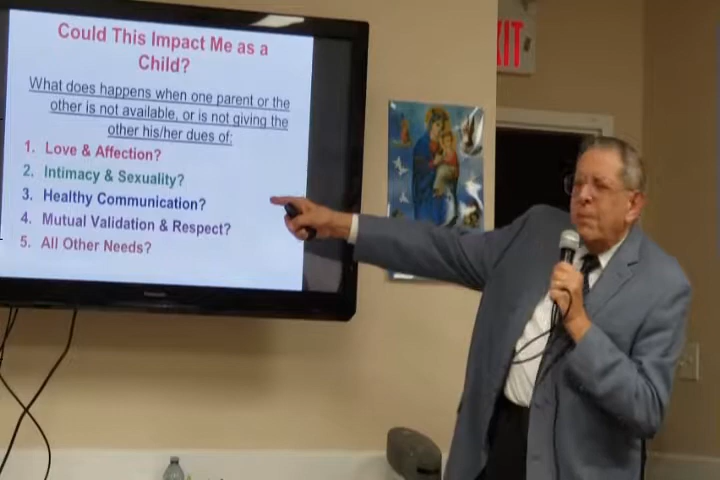 Could This Impact Me as a
Child?
What does happens when one parent or the
other is not available, or is not giving the
other his/her dues of:
1. Love & Affection?
2. Intimacy & Sexuality?
3. Healthy Communication?
4. Mutual Validation & Respect?
5. All Other Needs?
Panasonic
EXIT